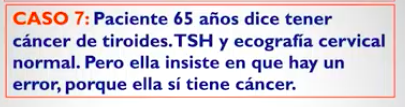 CASO 7: Paciente 65 años dice tener
cáncer de tiroides. TSH y ecografía cervical
normal. Pero ella insiste en que hay un
error, porque ella sí tiene cáncer.